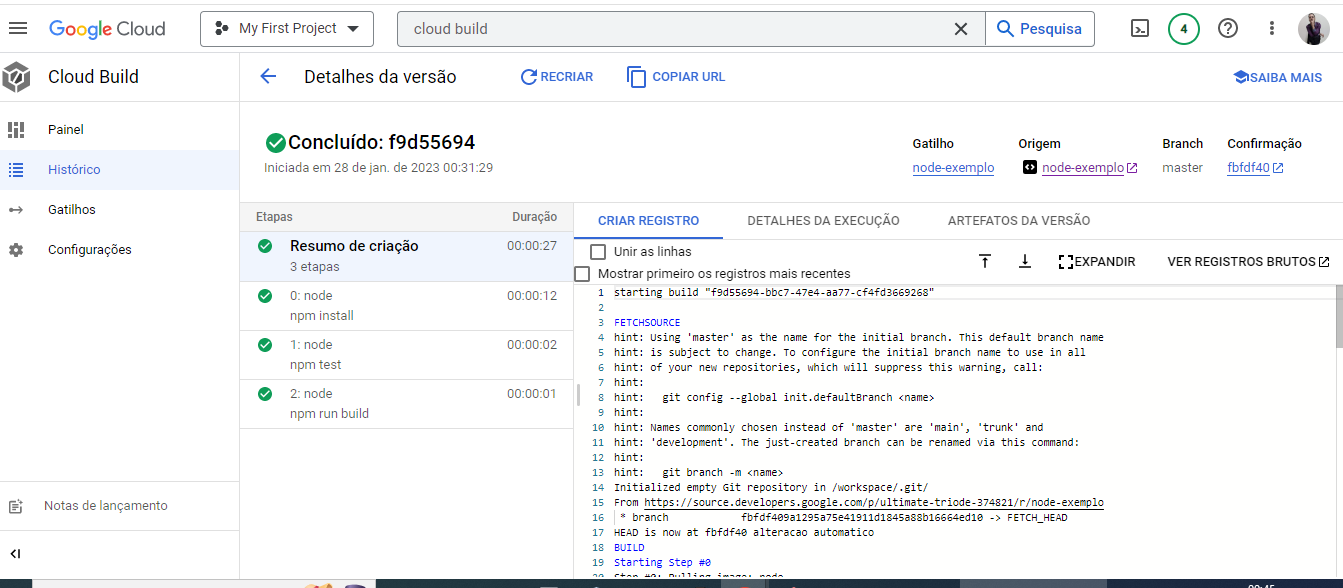 Google Cloud
My First Project
cloud build
Pesquisa
4
Cloud Build
Detalhes da versão
RECRIAR
COPIAR URL
SAIBA MAIS
Painel
Histórico
Gatilhos
Configurações
Notas de lançamento
Concluído: f9d55694
Iniciada em 28 de jan. de 2023 00:31:29
Gatilho
node-exemplo
Origem
node-exemplo
Branch
master
Confirmação
fbfdf40
Etapas Duração
Resumo de criação 00:00:27
3 etapas
0: node 00:00:12
npm install
1: node 00:00:02
npm test
2: node 00:00:01
npm run build
CRIAR REGISTRO DETALHES DA EXECUÇÃO ARTEFATOS DA VERSÃO
Unir as linhas
Mostrar primeiro os registros mais recentes
EXPANDIR
VER REGISTROS BRUTOS
1 starting build "f9d55694-bbc7-47e4-aa77-cf4fd3669268"
2
3 FETCHSOURCE
4 hint: Using 'master' as the name for the initial branch. This default branch name
5 hint: is subject to change. To configure the initial branch name to use in all
6 hint: of your new repositories, which will suppress this warning, call:
7 hint:
8 hint:   git config --global init.defaultBranch <name>
9 hint:
10 hint: Names commonly chosen instead of 'master' are 'main', 'trunk' and
11 hint: 'development'. The just-created branch can be renamed via this command:
12 hint:
13 hint:   git branch -m <name>
14 Initialized empty Git repository in /workspace/.git/
15 From https://source.developers.google.com/p/ultimate-triode-374821/r/node-exemplo
16 * branch            fbfdf409a1295a75e41911d1845a88b16664ed10 -> FETCH_HEAD
17 HEAD is now at fbfdf40 alteracao automatico
18 BUILD
19 Starting Step #0
20 Step #0: Pulling image: node